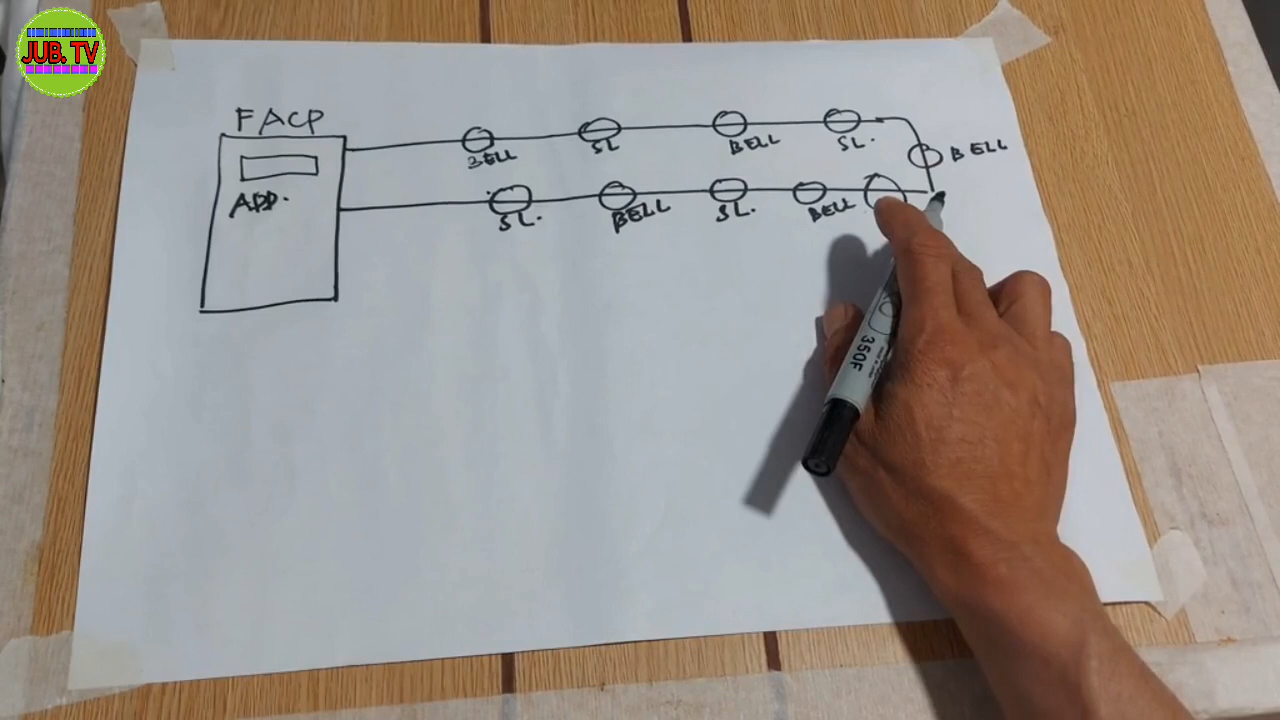 JUB.TV
FACP
ADD.
BELL
SL
BELL
SL.
BELL
SL.
BELL
SL.
BELL
350F